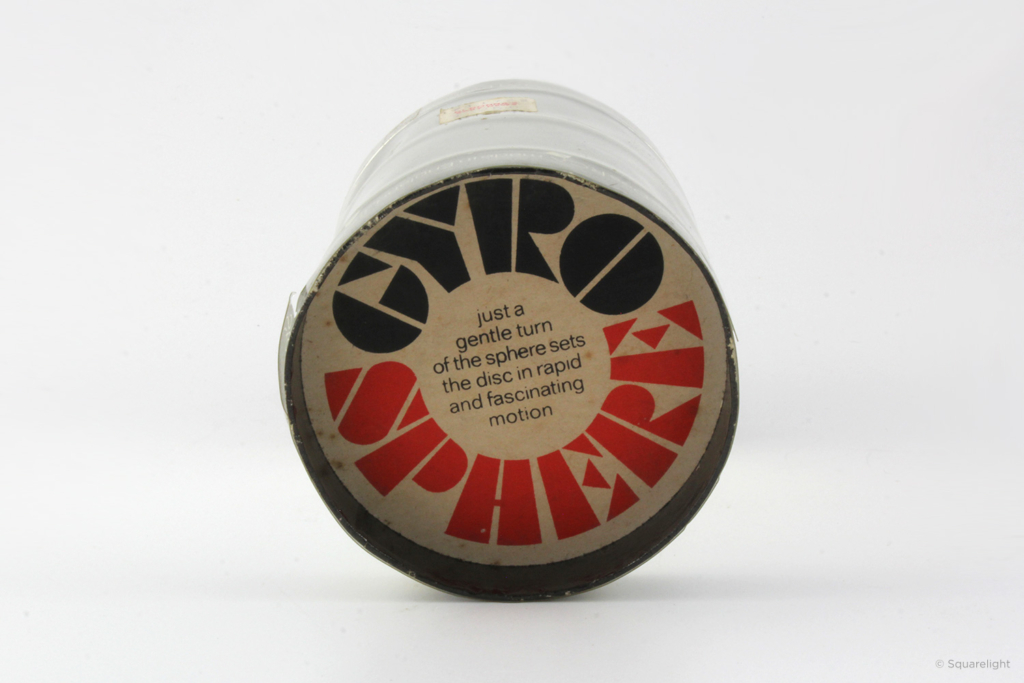 GYRO
SPHERE
just a
gentle turn
of the sphere sets
the disc in rapid
and fascinating
motion
© Squarelight